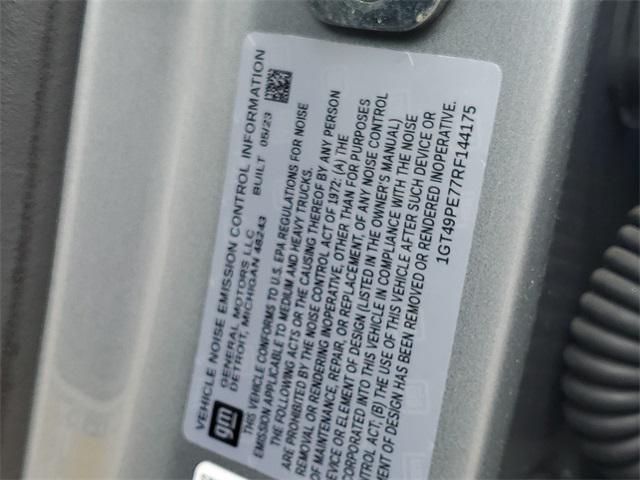 VEHICLE NOISE EMISSION CONTROL INFORMATION
gm
GENERAL MOTORS LLC
DETROIT, MICHIGAN 48243 BUILT 05/23
THIS VEHICLE CONFORMS TO U.S. EPA REGULATIONS FOR NOISE
EMISSION APPLICABLE TO MEDIUM AND HEAVY TRUCKS.
THE FOLLOWING ACTS OR THE CAUSING THEREOF BY ANY PERSON
ARE PROHIBITED BY THE NOISE CONTROL ACT OF 1972: (A) THE
REMOVAL OR RENDERING INOPERATIVE, OTHER THAN FOR PURPOSES
OF MAINTENANCE, REPAIR, OR REPLACEMENT, OF ANY NOISE CONTROL
DEVICE OR ELEMENT OF DESIGN (LISTED IN THE OWNER'S MANUAL)
CORPORATED INTO THIS VEHICLE IN COMPLIANCE WITH THE NOISE
NTROL ACT; (B) THE USE OF THIS VEHICLE AFTER SUCH DEVICE OR
MENT OF DESIGN HAS BEEN REMOVED OR RENDERED INOPERATIVE.
1GT49PE77RF144175